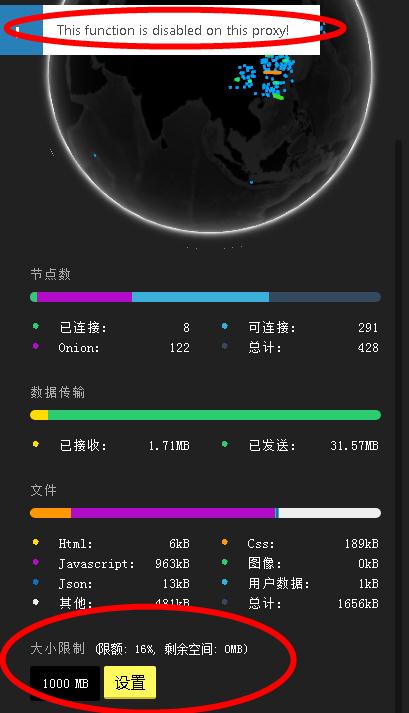 This function is disabled on this proxy!
节点数
已连接: 8 可连接: 291
Onion: 122 总计: 428
数据传输
已接收: 1.71MB 已发送: 31.57MB
文件
Html: 6kB Css: 189kB
Javascript: 963kB 图像: 0kB
Json: 13kB 用户数据: 1kB
其他: 481kB 总计: 1656kB
大小限制 (限额: 16%, 剩余空间: 0MB)
1000 MB 设置